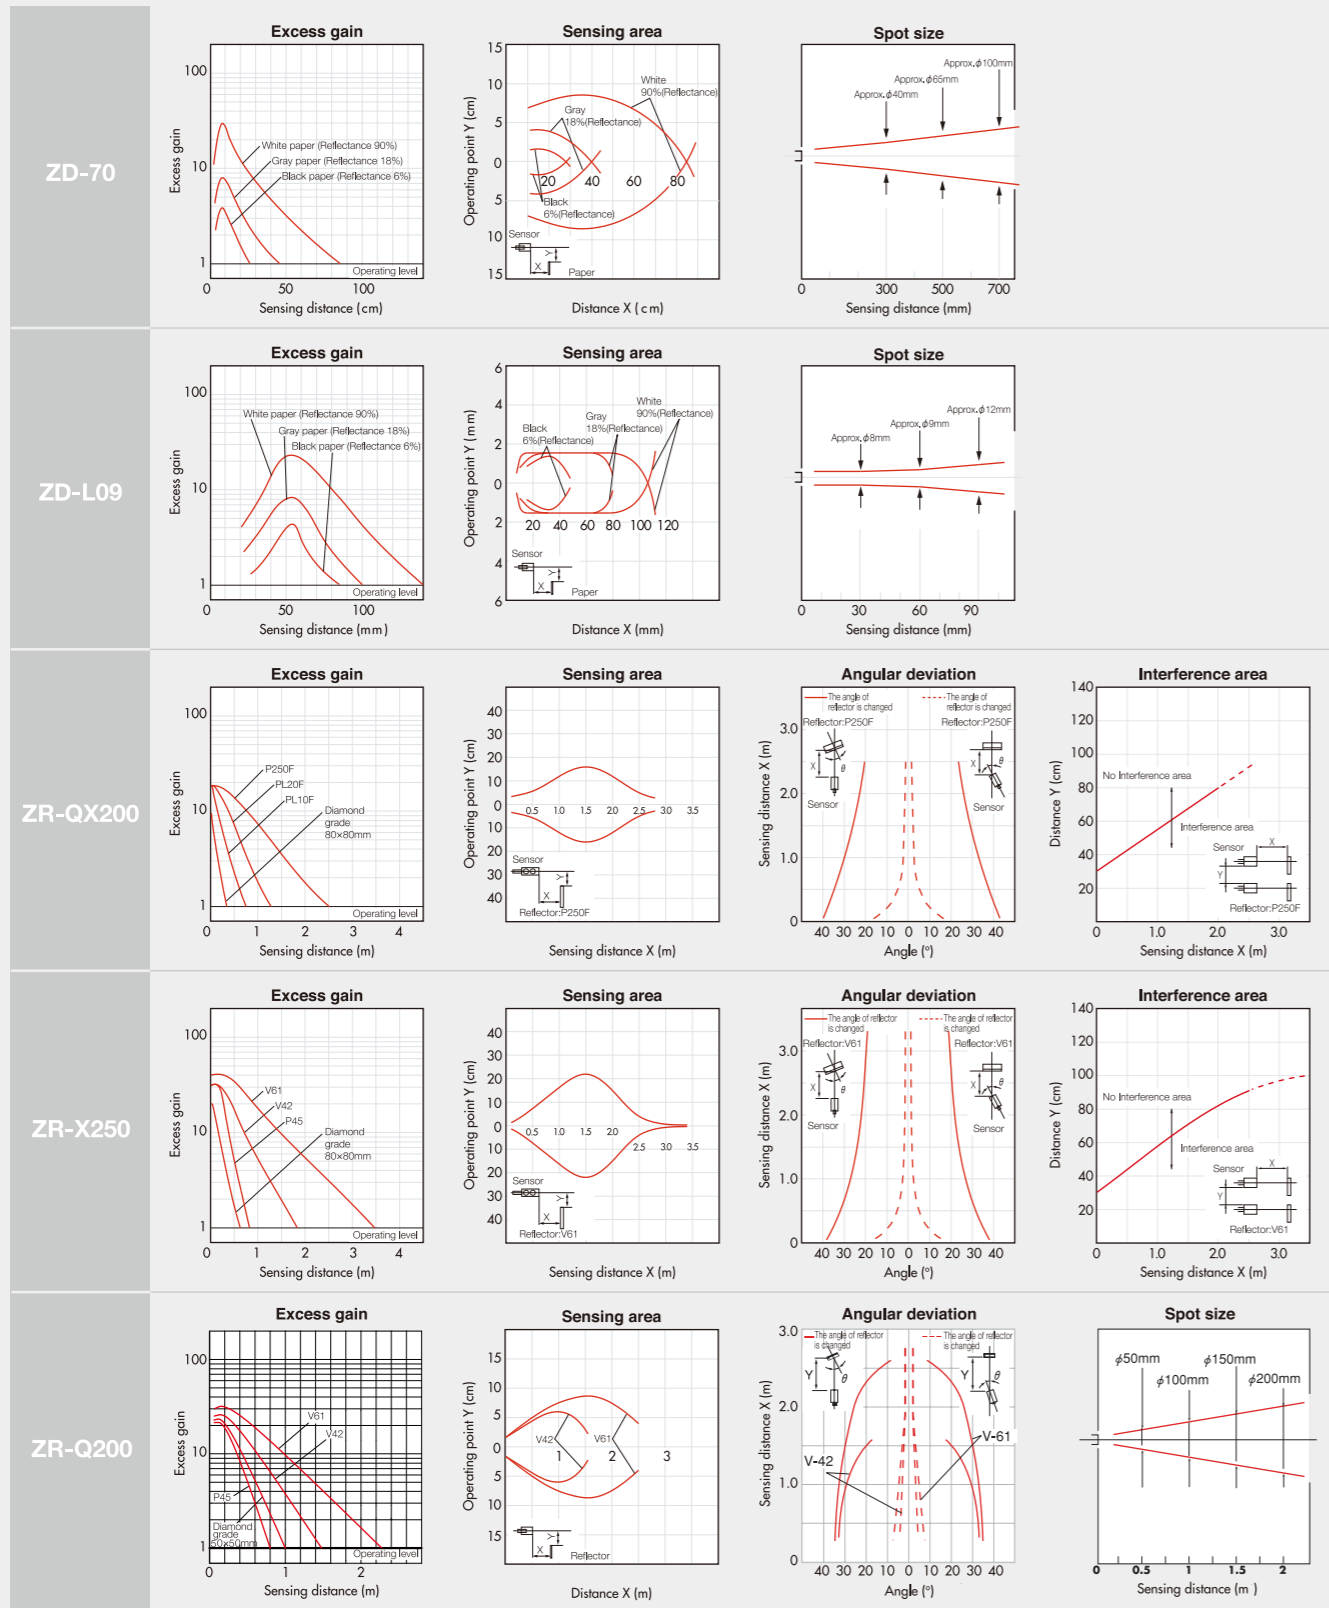 ZD-70
Excess gain
Excess gain
100
10
1
White paper (Reflectance 90%)
Gray paper (Reflectance 18%)
Black paper (Reflectance 6%)
Operating level
0 50 100
Sensing distance (cm)
Sensing area
Operating point Y (cm)
15
10
5
0
5
10
15
White
90%(Reflectance)
Gray
18%(Reflectance)
20 40 60 80
Black
6%(Reflectance)
Sensor
Y
X
Paper
Distance X (cm)
Spot size
Approx.ϕ100mm
Approx.ϕ65mm
Approx.ϕ40mm
0 300 500 700
Sensing distance (mm)
ZD-L09
Excess gain
Excess gain
100
10
1
White paper (Reflectance 90%)
Gray paper (Reflectance 18%)
Black paper (Reflectance 6%)
Operating level
0 50 100
Sensing distance (mm)
Sensing area
Operating point Y (mm)
6
4
2
0
2
4
6
White
90%(Reflectance)
Gray
18%(Reflectance)
Black
6%(Reflectance)
20 40 60 80 100 120
Sensor
Y
X
Paper
Distance X (mm)
Spot size
Approx.ϕ12mm
Approx.ϕ9mm
Approx.ϕ8mm
0 30 60 90
Sensing distance (mm)
ZR-QX200
Excess gain
Excess gain
100
10
1
P250F
PL20F
PL10F
Diamond
grade
80×80mm
Operating level
0 1 2 3 4
Sensing distance (m)
Sensing area
Operating point Y (cm)
40
30
20
10
0
10
20
30
40
0.5 1.0 1.5 2.0 2.5 3.0 3.5
Sensor
Y
X
Reflector:P250F
Sensing distance X (m)
Angular deviation
Sensing distance X (m)
The angle of
reflector is changed
The angle of
reflector is changed
Reflector:P250F
Reflector:P250F
X θ
X θ
Sensor
Sensor
3.0
2.0
1.0
0
40 30 20 10 0 10 20 30 40
Angle (°)
Interference area
Distance Y (cm)
140
120
100
80
60
40
20
No Interference area
Interference area
Sensor
X
Y
Reflector:P250F
0 1.0 2.0 3.0
Sensing distance X (m)
ZR-X250
Excess gain
Excess gain
100
10
1
V61
V42
P45
Diamond
grade
80×80mm
Operating level
0 1 2 3 4
Sensing distance (m)
Sensing area
Operating point Y (cm)
40
30
20
10
0
10
20
30
40
0.5 1.0 1.5 2.0
2.5 3.0 3.5
Sensor
Y
X
Reflector:V61
Sensing distance X (m)
Angular deviation
Sensing distance X (m)
The angle of reflector
is changed
The angle of reflector
is changed
Reflector:V61
Reflector:V61
X θ
X θ
Sensor
Sensor
3.0
2.0
1.0
0
40 30 20 10 0 10 20 30 40
Angle (°)
Interference area
Distance Y (cm)
140
120
100
80
60
40
20
No Interference area
Interference area
Sensor
X
Y
Reflector:V61
0 1.0 2.0 3.0
Sensing distance X (m)
ZR-Q200
Excess gain
Excess gain
100
10
1
V61
V42
P45
Diamond
grade
50×50mm
Operating level
0 1 2
Sensing distance (m)
Sensing area
Operating point Y (cm)
15
10
5
0
5
10
15
V42 V61
1 2 3
Sensor
Y
X
Reflector
Distance X (m)
Angular deviation
Sensing distance X (m)
The angle of reflector
is changed
The angle of reflector
is changed
Y θ
Y θ
V-61
V-42
3.0
2.0
1.0
0
40 30 20 10 0 10 20 30 40
Angle (°)
Spot size
ϕ50mm
ϕ100mm
ϕ150mm
ϕ200mm
0 0.5 1 1.5 2
Sensing distance (m)